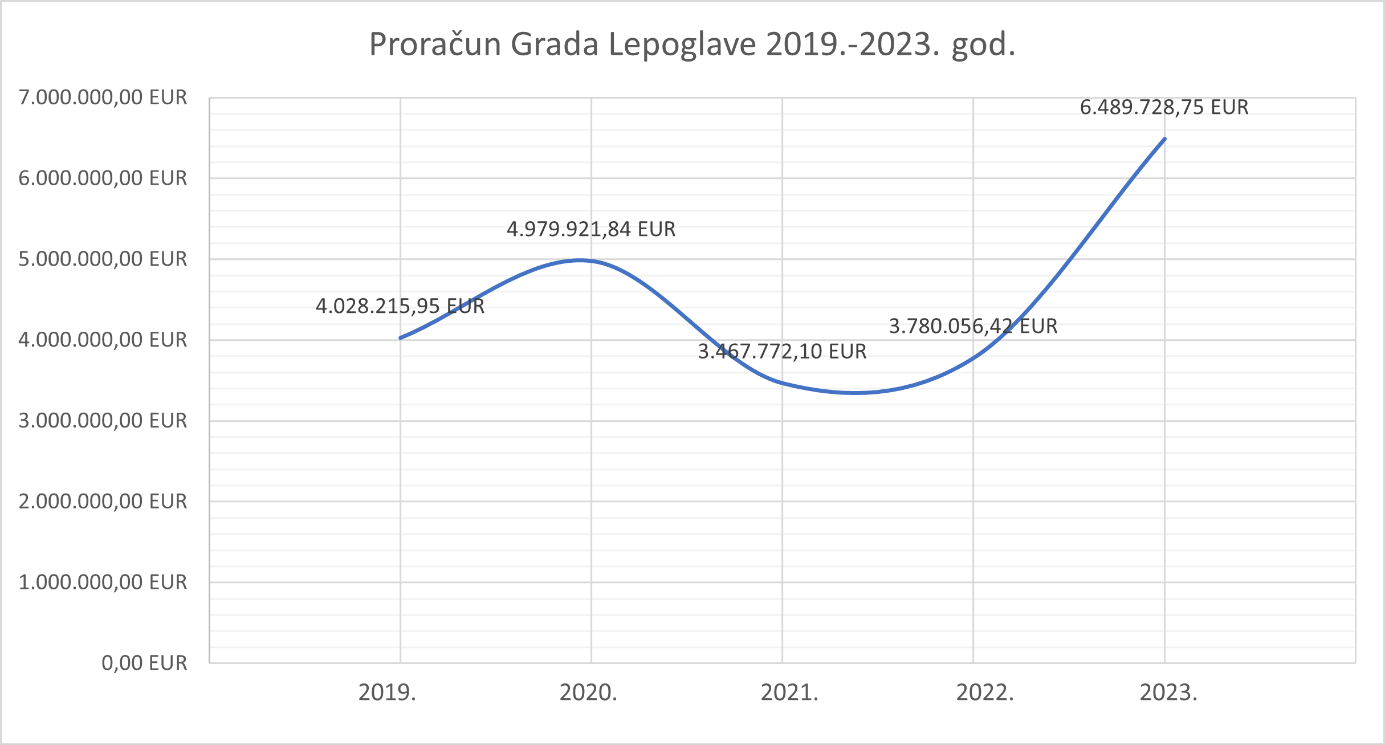 Proračun Grada Lepoglave 2019.-2023. god.
7.000.000,00 EUR
6.000.000,00 EUR
5.000.000,00 EUR
4.000.000,00 EUR
3.000.000,00 EUR
2.000.000,00 EUR
1.000.000,00 EUR
0,00 EUR
4.028.215,95 EUR
4.979.921,84 EUR
3.467.772,10 EUR
3.780.056,42 EUR
6.489.728,75 EUR
2019.
2020.
2021.
2022.
2023.